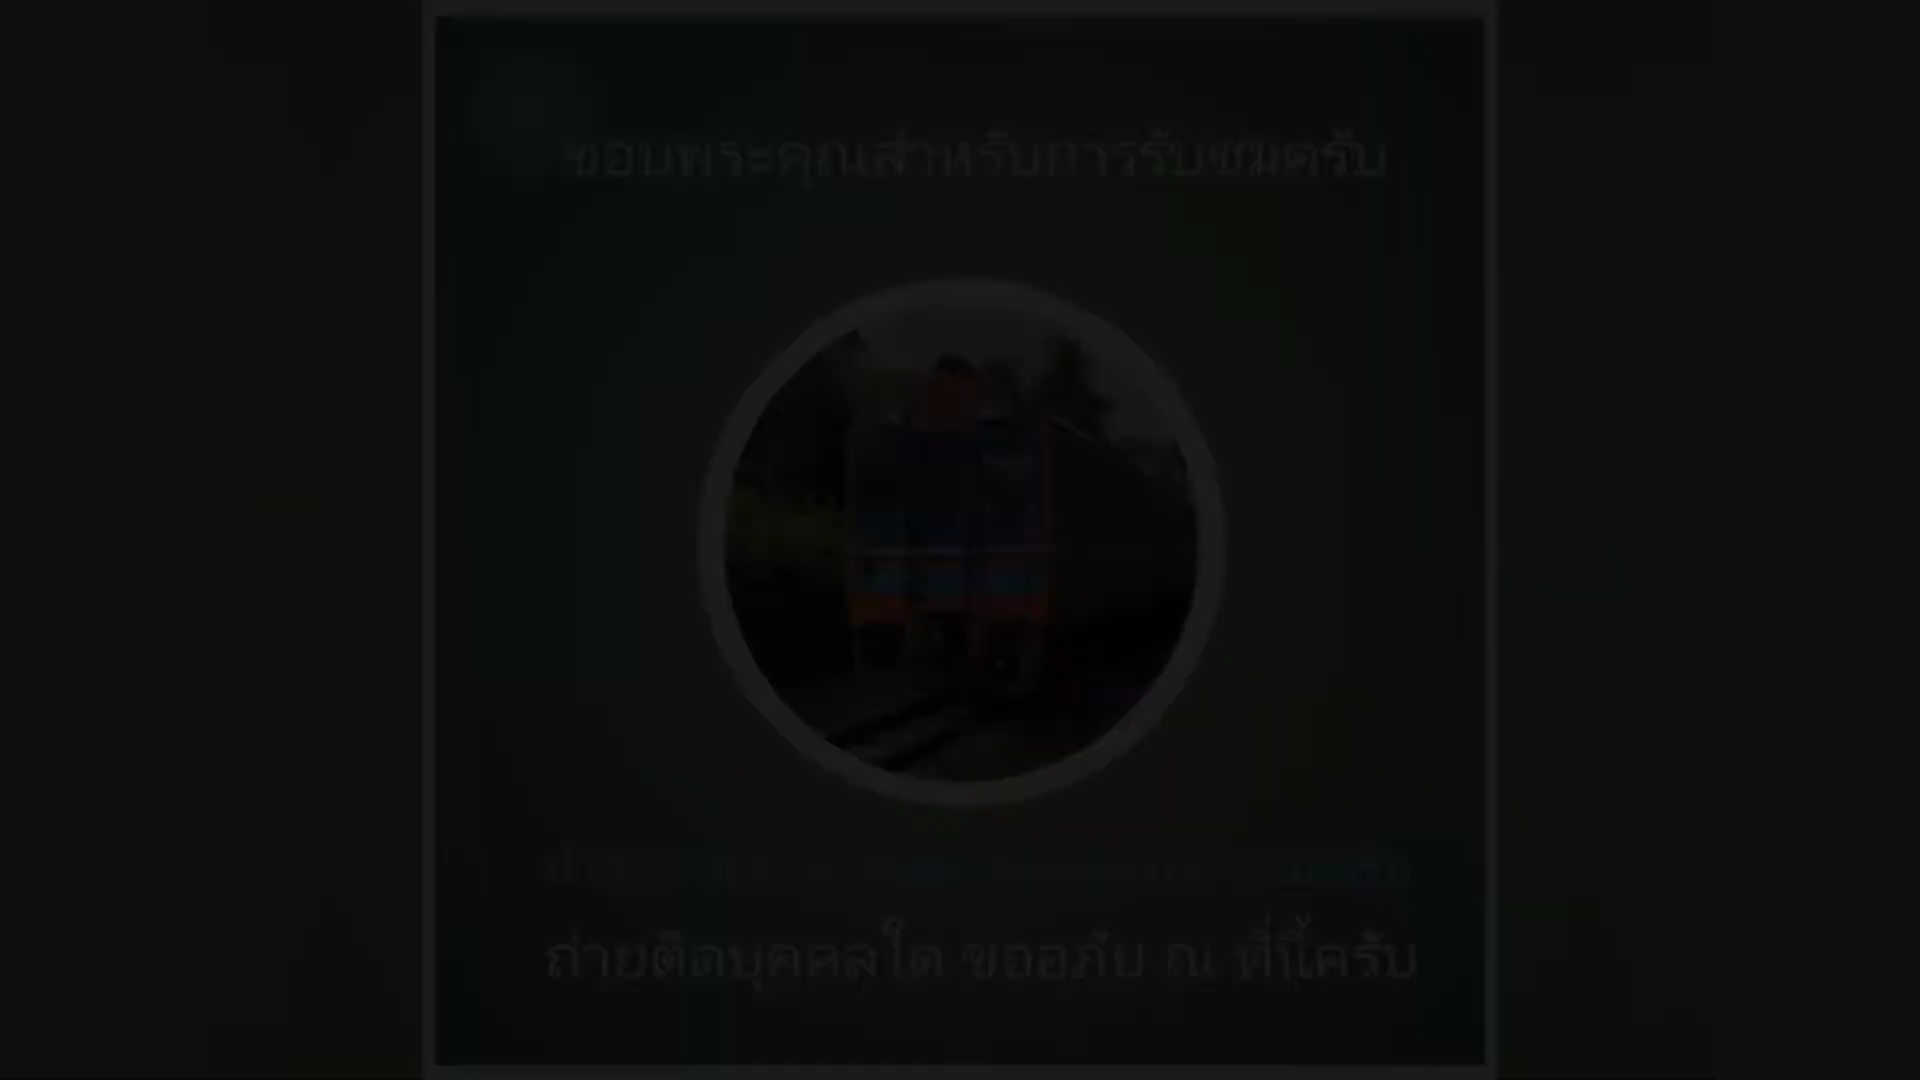 ขอบพระคุณสำหรับการรับชมครับ
ถ่ายติดบุคคลใด ขออภัย ณ ที่นี้ครับ